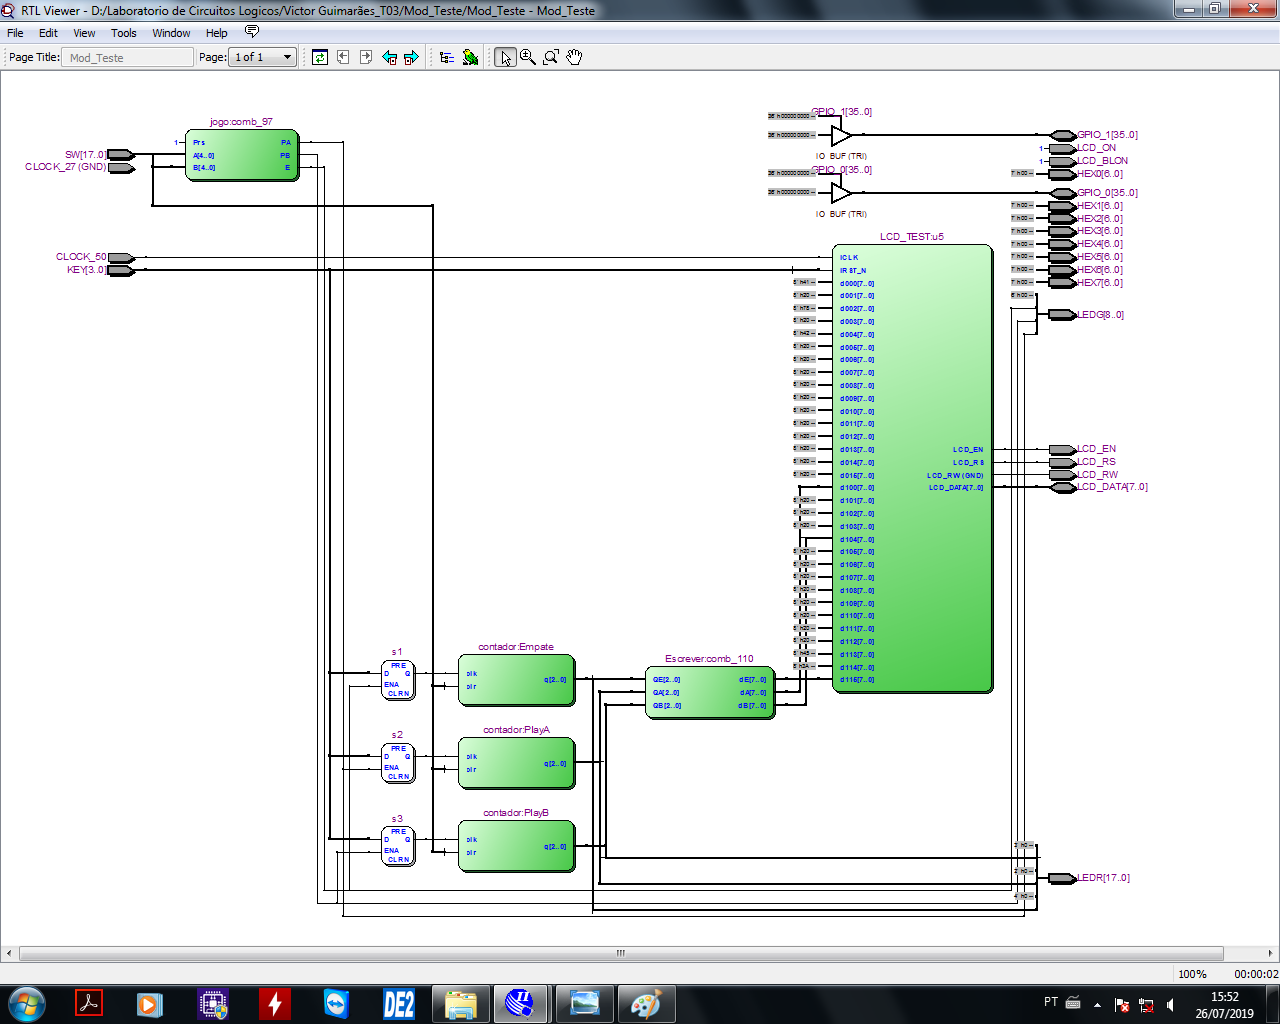 RTL Viewer - D:/Laboratorio de Circuitos Logicos/Victor Guimarães_T03/Mod_Teste/Mod_Teste - Mod_Teste
File Edit View Tools Window Help
Page Title: Mod_Teste Page: 1 of 1
jogo:comb_97
1 Prs PA
A[4..0] PB
B[4..0] E
SW[17..0]
CLOCK_27 (GND)
CLOCK_50
KEY[3..0]
GPIO_1[35..0]
IO_BUF (TRI)
GPIO_0[35..0]
IO_BUF (TRI)
GPIO_1[35..0]
1 LCD_ON
1 LCD_BLON
HEX0[6..0]
GPIO_0[35..0]
HEX1[6..0]
HEX2[6..0]
HEX3[6..0]
HEX4[6..0]
HEX5[6..0]
HEX6[6..0]
HEX7[6..0]
LEDG[8..0]
LCD_TEST:u5
iCLK
iRST_N
d000[7..0]
d001[7..0]
d002[7..0]
d003[7..0]
d004[7..0]
d005[7..0]
d006[7..0]
d007[7..0]
d008[7..0]
d009[7..0]
d010[7..0]
d011[7..0]
d012[7..0]
d013[7..0]
d014[7..0]
d015[7..0]
d100[7..0]
d101[7..0]
d102[7..0]
d103[7..0]
d104[7..0]
d105[7..0]
d106[7..0]
d107[7..0]
d108[7..0]
d109[7..0]
d110[7..0]
d111[7..0]
d112[7..0]
d113[7..0]
d114[7..0]
d115[7..0]
LCD_EN
LCD_RS
LCD_RW (GND)
LCD_DATA[7..0]
LCD_EN
LCD_RS
LCD_RW
LCD_DATA[7..0]
s1
PRE
D Q
ENA
CLRN
contador:Empate
clk
clr
q[2..0]
s2
PRE
D Q
ENA
CLRN
contador:PlayA
clk
clr
q[2..0]
s3
PRE
D Q
ENA
CLRN
contador:PlayB
clk
clr
q[2..0]
Escrever:comb_110
QE[2..0] dE[7..0]
QA[2..0] dA[7..0]
QB[2..0] dB[7..0]
LEDR[17..0]
100% 00:00:02
DE2
II
PT
15:52
26/07/2019